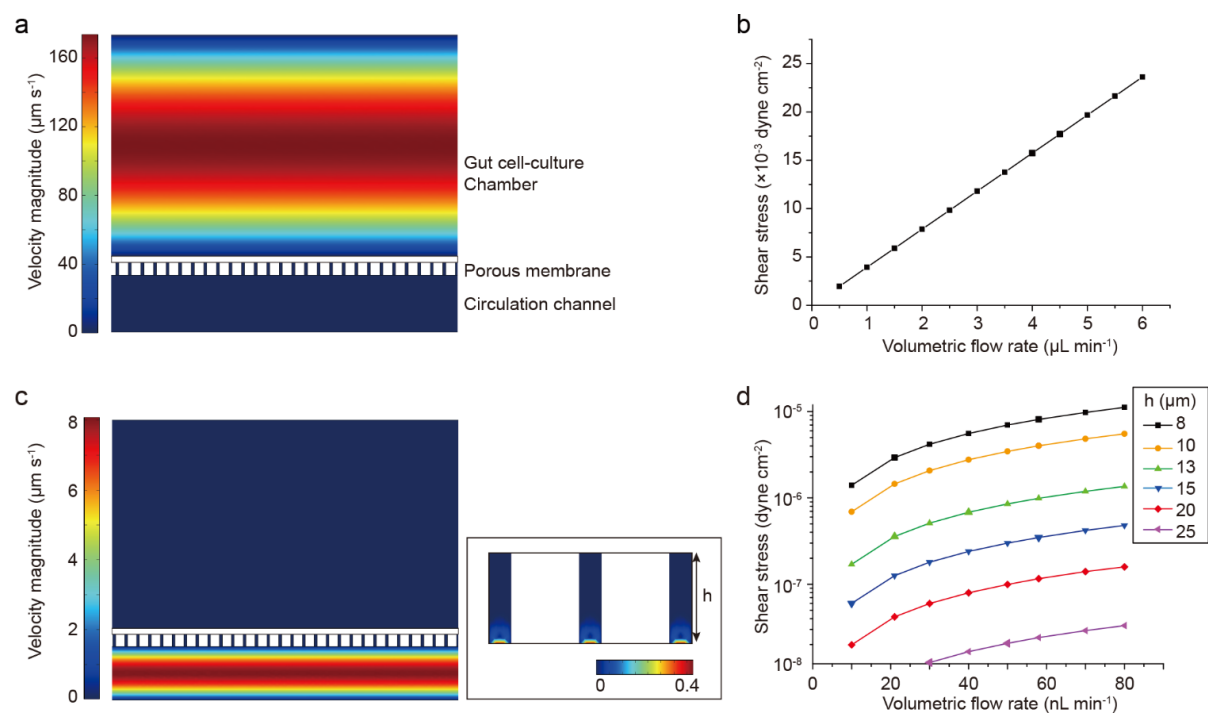 a
Velocity magnitude (µm s⁻¹)
160
120
80
40
0
Gut cell-culture
Chamber
Porous membrane
Circulation channel
b
Shear stress (×10⁻³ dyne cm⁻²)
25
20
15
10
5
0
0 1 2 3 4 5 6
Volumetric flow rate (µL min⁻¹)
c
Velocity magnitude (µm s⁻¹)
8
6
4
2
0
h
0 0.4
d
Shear stress (dyne cm⁻²)
10⁻⁵
10⁻⁶
10⁻⁷
10⁻⁸
0 20 40 60 80
Volumetric flow rate (nL min⁻¹)
h (µm)
8
10
13
15
20
25